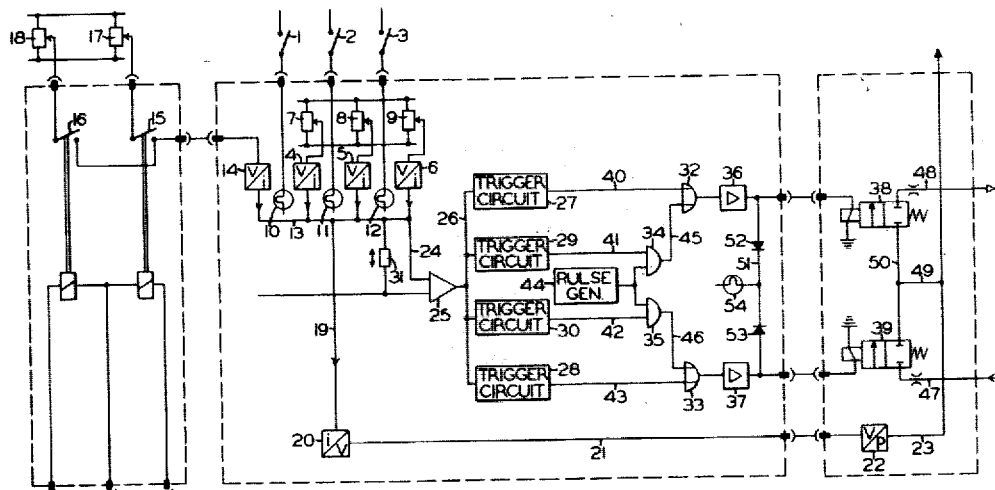 18
17
1
2
3
16
15
7
8
9
14
V
i
4
V
i
5
V
i
6
V
i
10
13
11
12
31
24
26
25
19
TRIGGER
CIRCUIT
27
40
32
36
TRIGGER
CIRCUIT
29
41
34
45
44
PULSE
GEN.
TRIGGER
CIRCUIT
30
42
35
46
TRIGGER
CIRCUIT
28
43
33
37
52
51
54
53
38
48
50
49
39
47
20
i
V
21
V
P
22
23